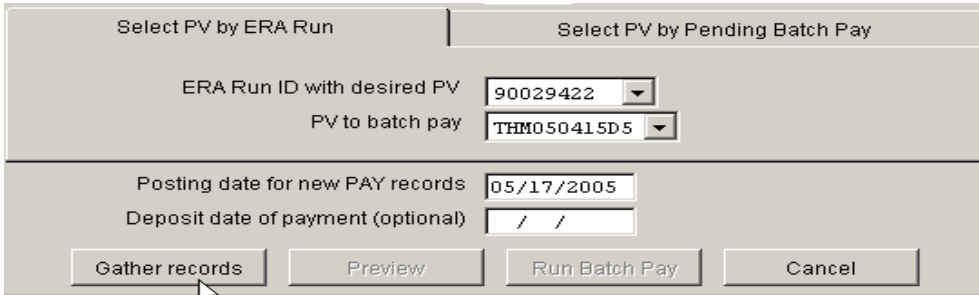 Select PV by ERA Run Select PV by Pending Batch Pay
ERA Run ID with desired PV 90029422
PV to batch pay THM050415D5
Posting date for new PAY records 05/17/2005
Deposit date of payment (optional) / /
Gather records Preview Run Batch Pay Cancel